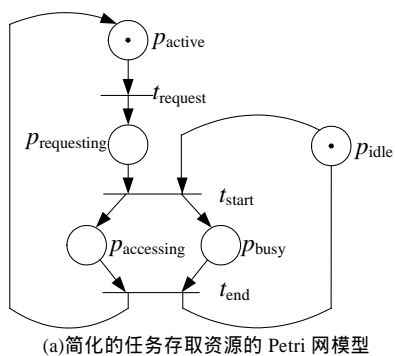 p_active
t_request
p_requesting
p_idle
t_start
p_accessing
p_busy
t_end
(a)简化的任务存取资源的 Petri 网模型